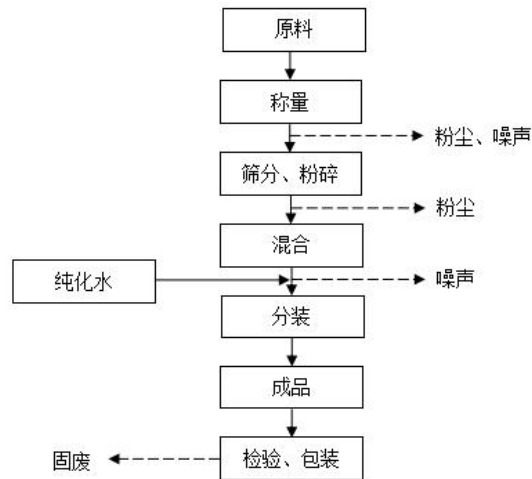 原料
称量
粉尘、噪声
筛分、粉碎
粉尘
混合
纯化水
噪声
分装
成品
固废
检验、包装